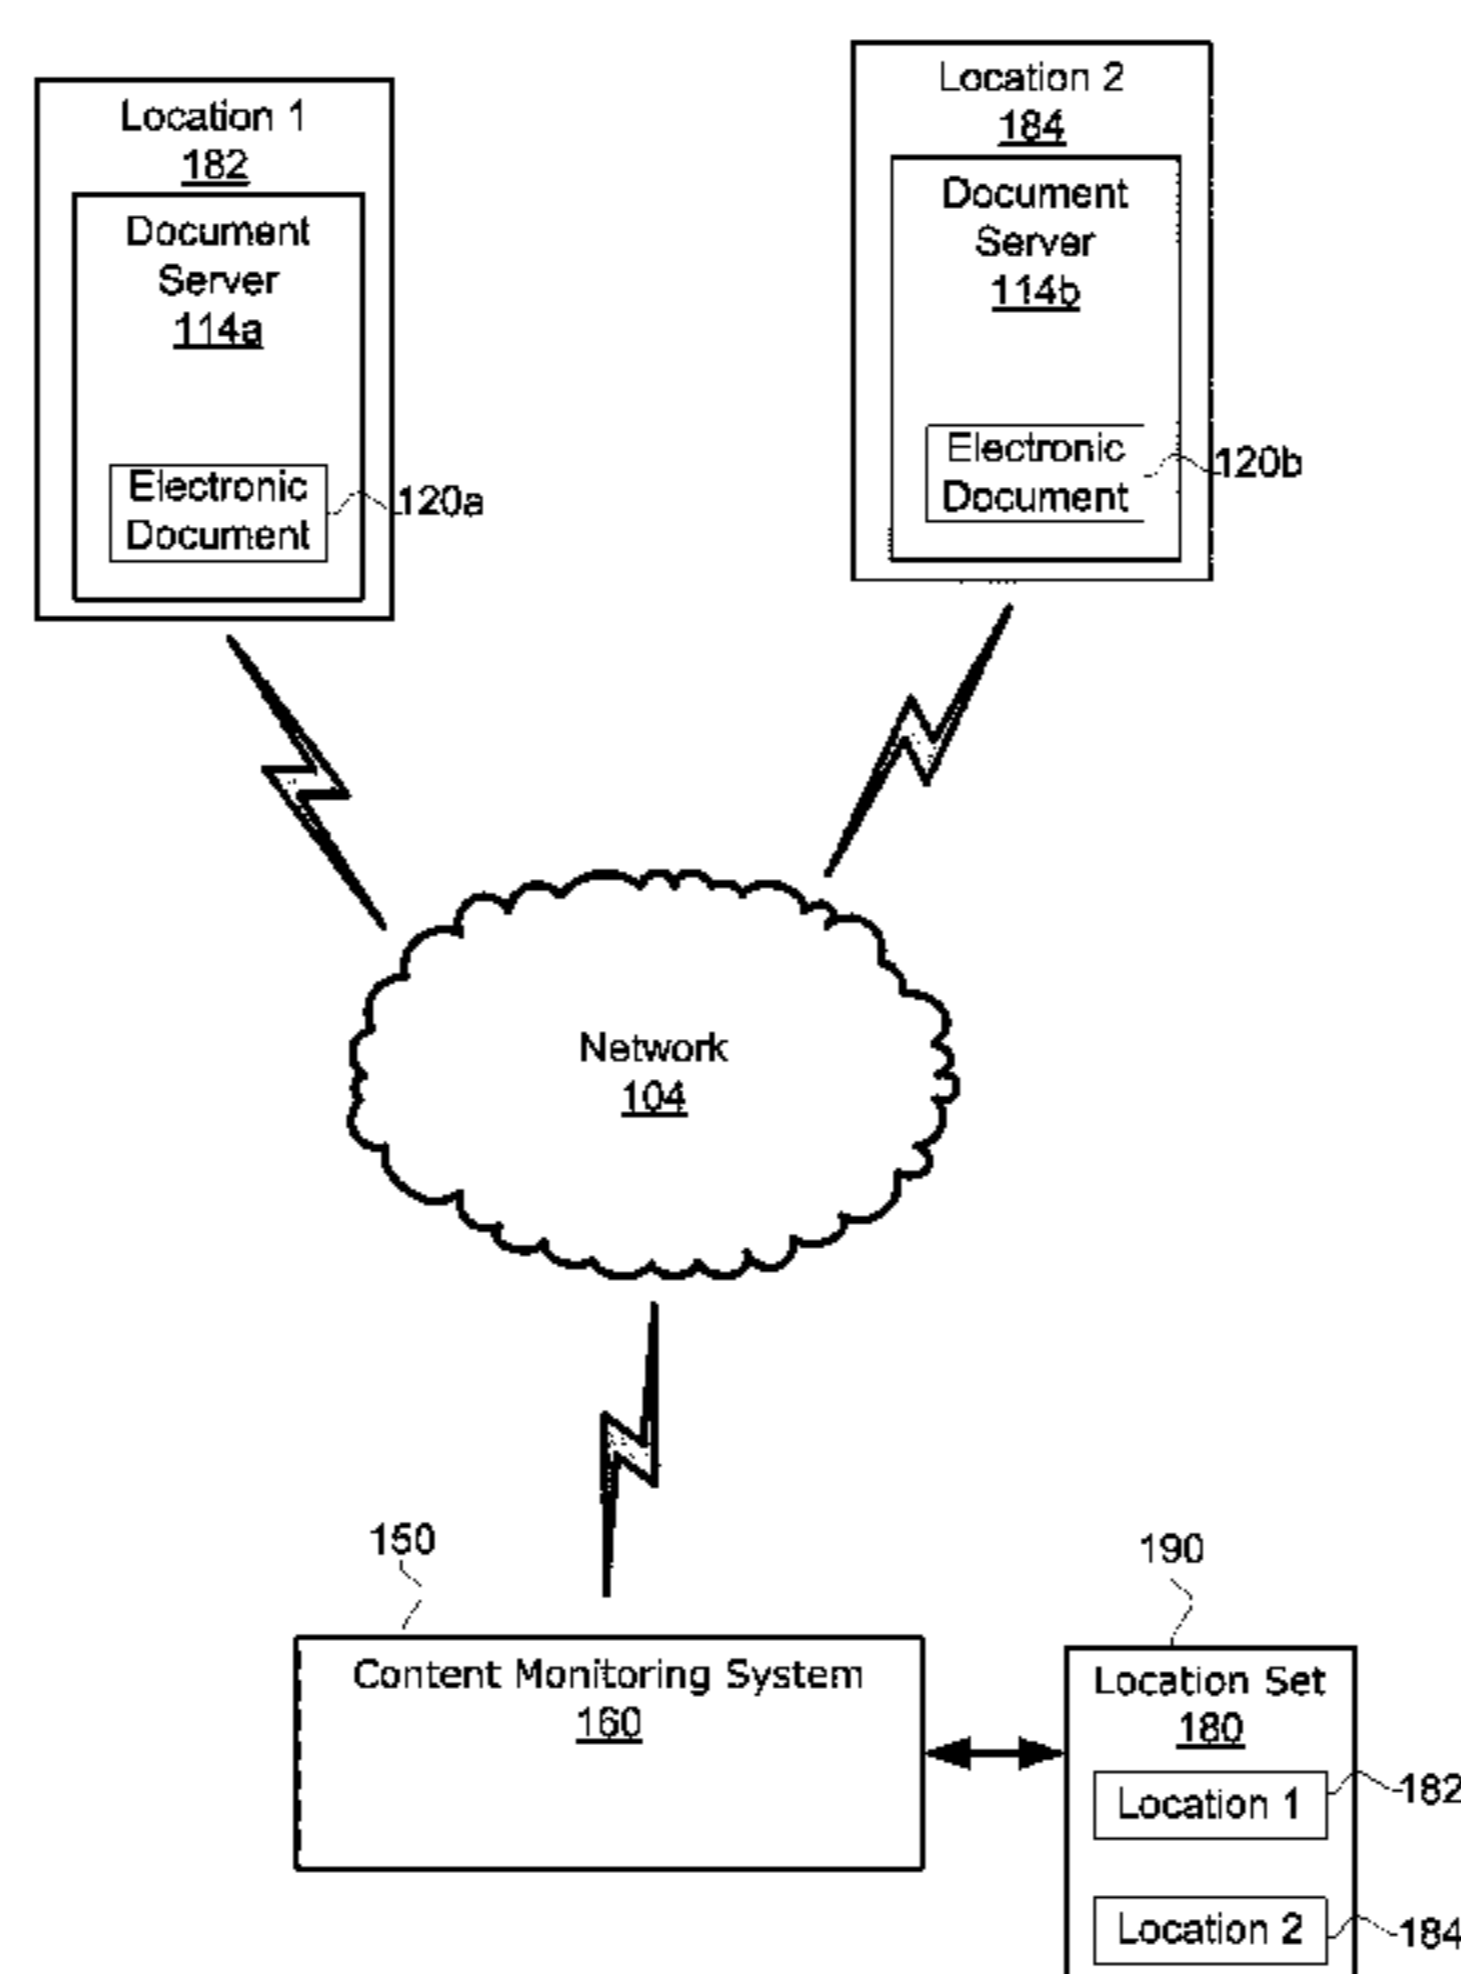 Location 1
182
Document
Server
114a
Electronic
Document
120a
Location 2
184
Document
Server
114b
Electronic
Document
120b
Network
104
150
Content Monitoring System
160
190
Location Set
180
Location 1
182
Location 2
184